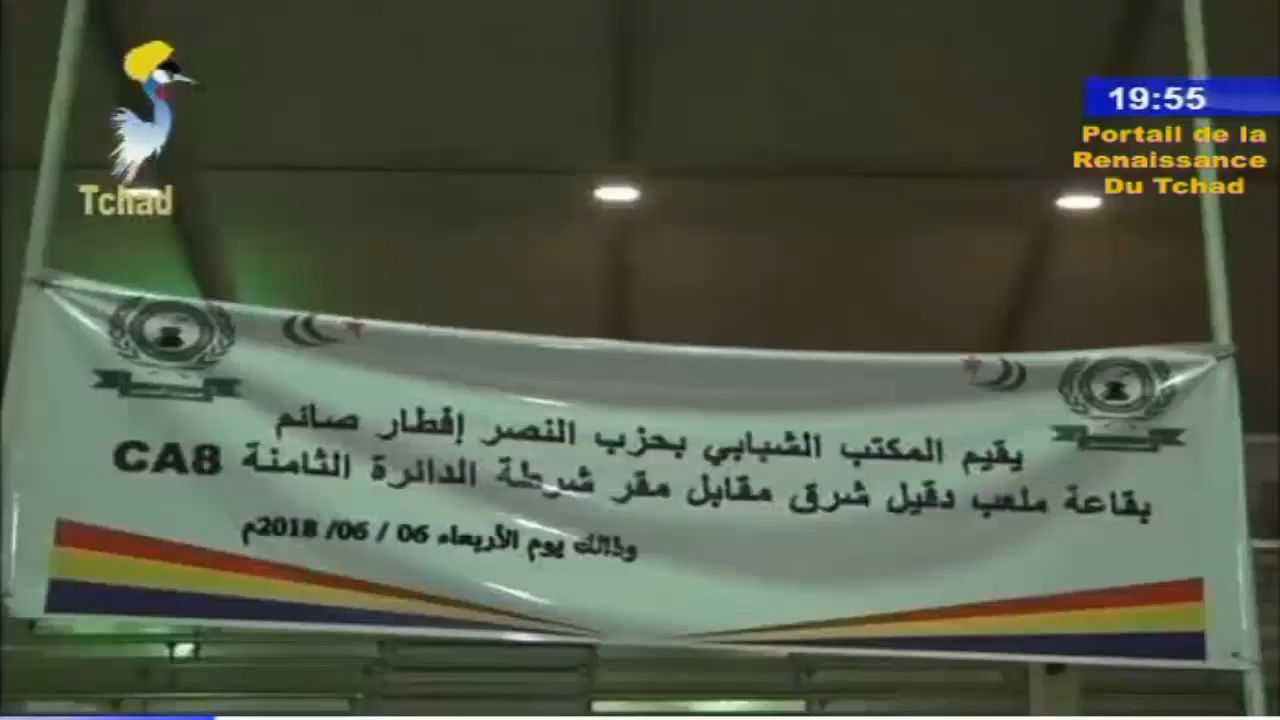 Tchad
19:55
Portail de la
Renaissance
Du Tchad
يقيم المكتب الشبابي بحزب النصر إفطار صائم
بقاعة ملعب دقيل شرق مقابل مقر شرطة الدائرة الثامنة CA8
وذالك يوم الأربعاء 06 / 06/ 2018م